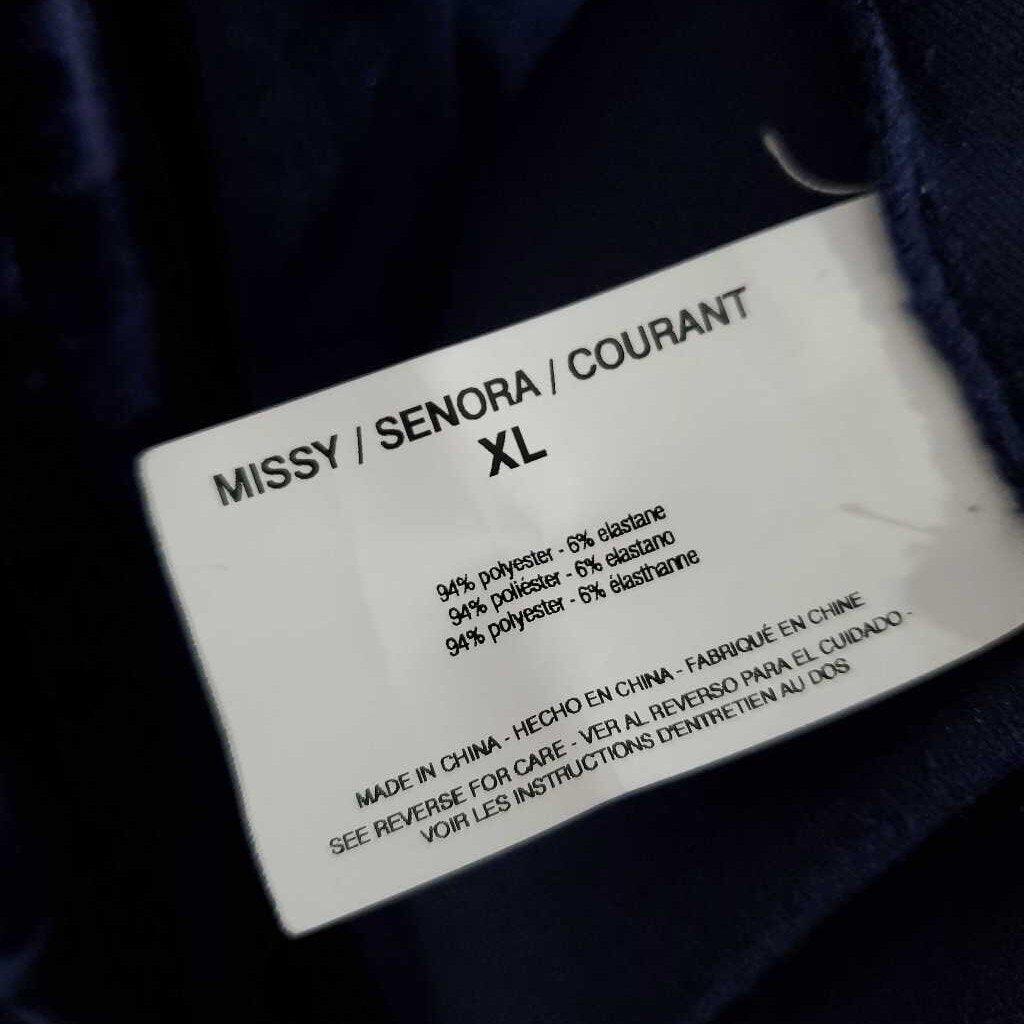 MISSY / SENORA / COURANT
XL
94% polyester - 6% elastane
94% poliéster - 6% elastano
94% polyester - 6% élasthanne
MADE IN CHINA - HECHO EN CHINA - FABRIQUÉ EN CHINE
SEE REVERSE FOR CARE - VER AL REVERSO PARA EL CUIDADO -
VOIR LES INSTRUCTIONS D'ENTRETIEN AU DOS